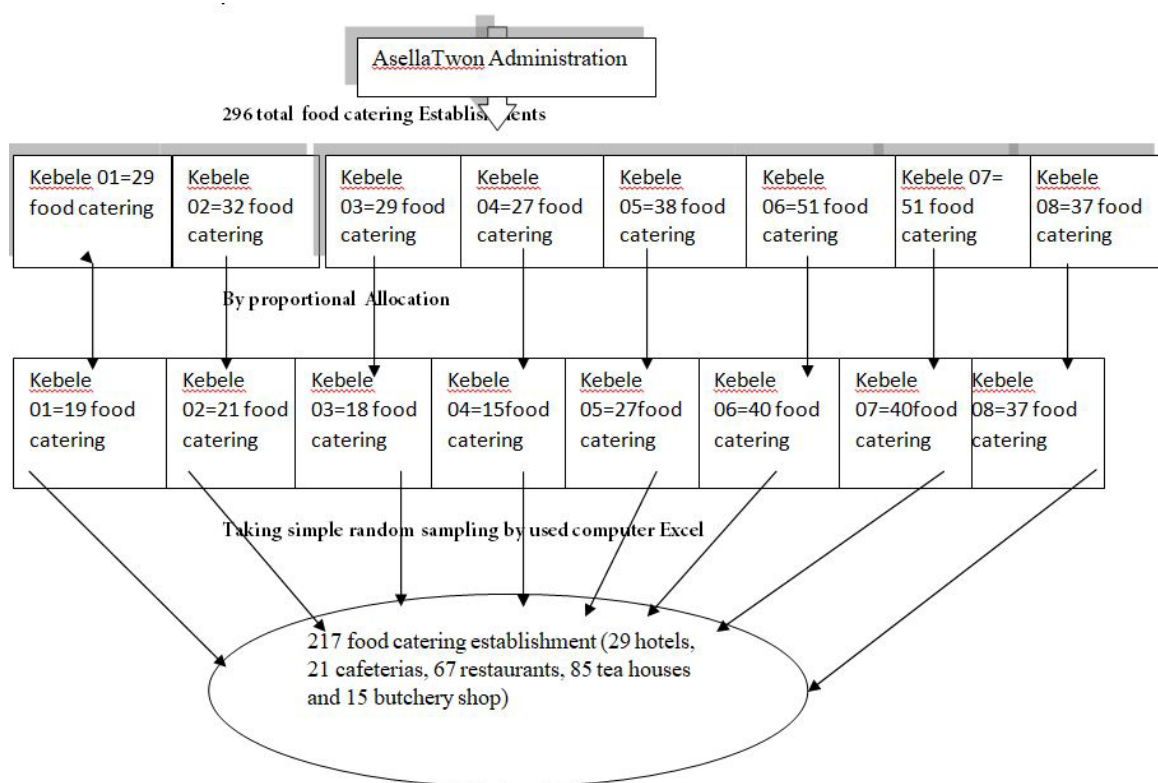 AsellaTwon Administration
296 total food catering Establishments
Kebele 01=29
food catering
Kebele
02=32 food
catering
Kebele
03=29 food
catering
Kebele
04=27 food
catering
Kebele
05=38 food
catering
Kebele
06=51 food
catering
Kebele 07=
51 food
catering
Kebele
08=37 food
catering
By proportional Allocation
Kebele
01=19 food
catering
Kebele
02=21 food
catering
Kebele
03=18 food
catering
Kebele
04=15food
catering
Kebele
05=27food
catering
Kebele
06=40 food
catering
Kebele
07=40food
catering
Kebele
08=37 food
catering
Taking simple random sampling by used computer Excel
217 food catering establishment (29 hotels,
21 cafeterias, 67 restaurants, 85 tea houses
and 15 butchery shop)